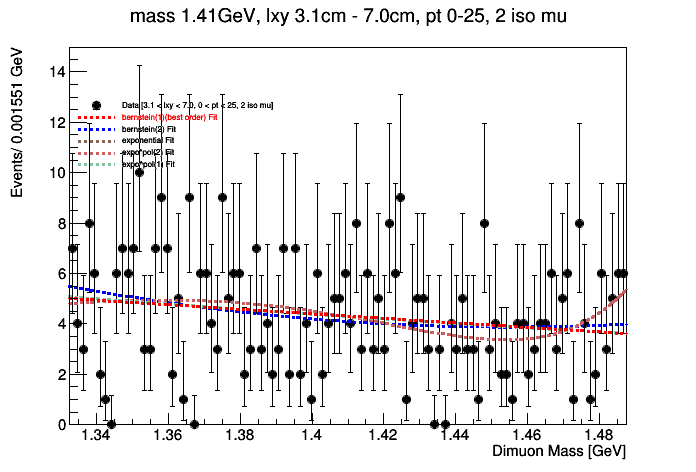 mass 1.41GeV, lxy 3.1cm - 7.0cm, pt 0-25, 2 iso mu
Events/ 0.001551 GeV
14
12
10
8
6
4
2
0
Data [3.1 < lxy < 7.0, 0 < pt < 25, 2 iso mu]
bernstein(1)(best order) Fit
bernstein(2) Fit
exponential Fit
expo*pol(2) Fit
expo*pol(1) Fit
1.34 1.36 1.38 1.4 1.42 1.44 1.46 1.48
Dimuon Mass [GeV]